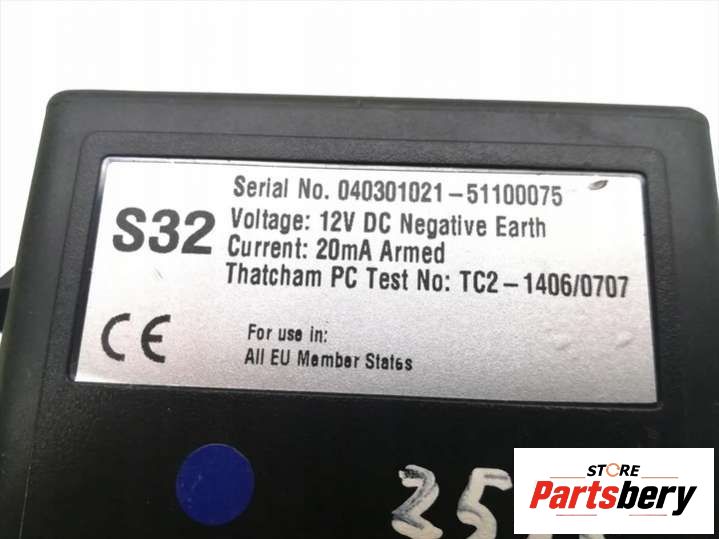 S32
Serial No. 040301021-51100075
Voltage: 12V DC Negative Earth
Current: 20mA Armed
Thatcham PC Test No: TC2-1406/0707
CE
For use in:
All EU Member States
25
STORE
Partsbery